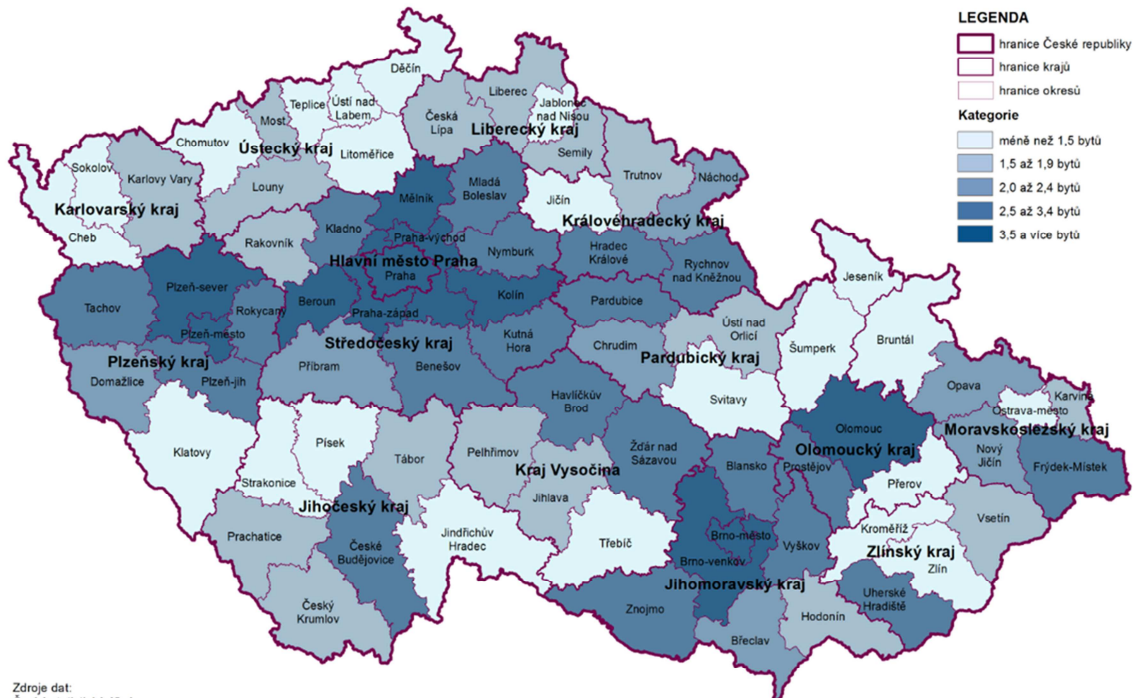 LEGENDA
hranice České republiky
hranice krajů
hranice okresů
Kategorie
méně než 1,5 bytů
1,5 až 1,9 bytů
2,0 až 2,4 bytů
2,5 až 3,4 bytů
3,5 a více bytů
Děčín
Liberec
Teplice
Ústí nad
Labem
Jablonec
nad Nisou
Most
Česká
Lípa
Liberecký kraj
Chomutov
Ústecký kraj
Litoměřice
Semily
Sokolov
Karlovy Vary
Trutnov
Náchod
Louny
Mělník
Mladá
Boleslav
Jičín
Karlovarský kraj
Královéhradecký kraj
Cheb
Rakovník
Kladno
Praha-východ
Nymburk
Hradec
Králové
Hlavní město Praha
Praha
Rychnov
nad Kněžnou
Jeseník
Plzeň-sever
Tachov
Rokycany
Beroun
Praha-západ
Kolín
Pardubice
Plzeň-město
Středočeský kraj
Kutná
Hora
Chrudim
Ústí nad
Orlicí
Pardubický kraj
Šumperk
Bruntál
Plzeňský kraj
Domažlice
Plzeň-jih
Příbram
Benešov
Opava
Karviná
Ostrava-město
Moravskoslezský kraj
Havlíčkův
Brod
Svitavy
Olomouc
Olomoucký kraj
Nový
Jičín
Frýdek-Místek
Klatovy
Písek
Tábor
Pelhřimov
Kraj Vysočina
Žďár nad
Sázavou
Blansko
Prostějov
Přerov
Strakonice
Jihočeský kraj
Jihlava
Vsetín
Prachatice
České
Budějovice
Jindřichův
Hradec
Třebíč
Brno-město
Vyškov
Kroměříž
Zlínský kraj
Zlín
Brno-venkov
Jihomoravský kraj
Český
Krumlov
Znojmo
Břeclav
Hodonín
Uherské
Hradiště
Zdroje dat: